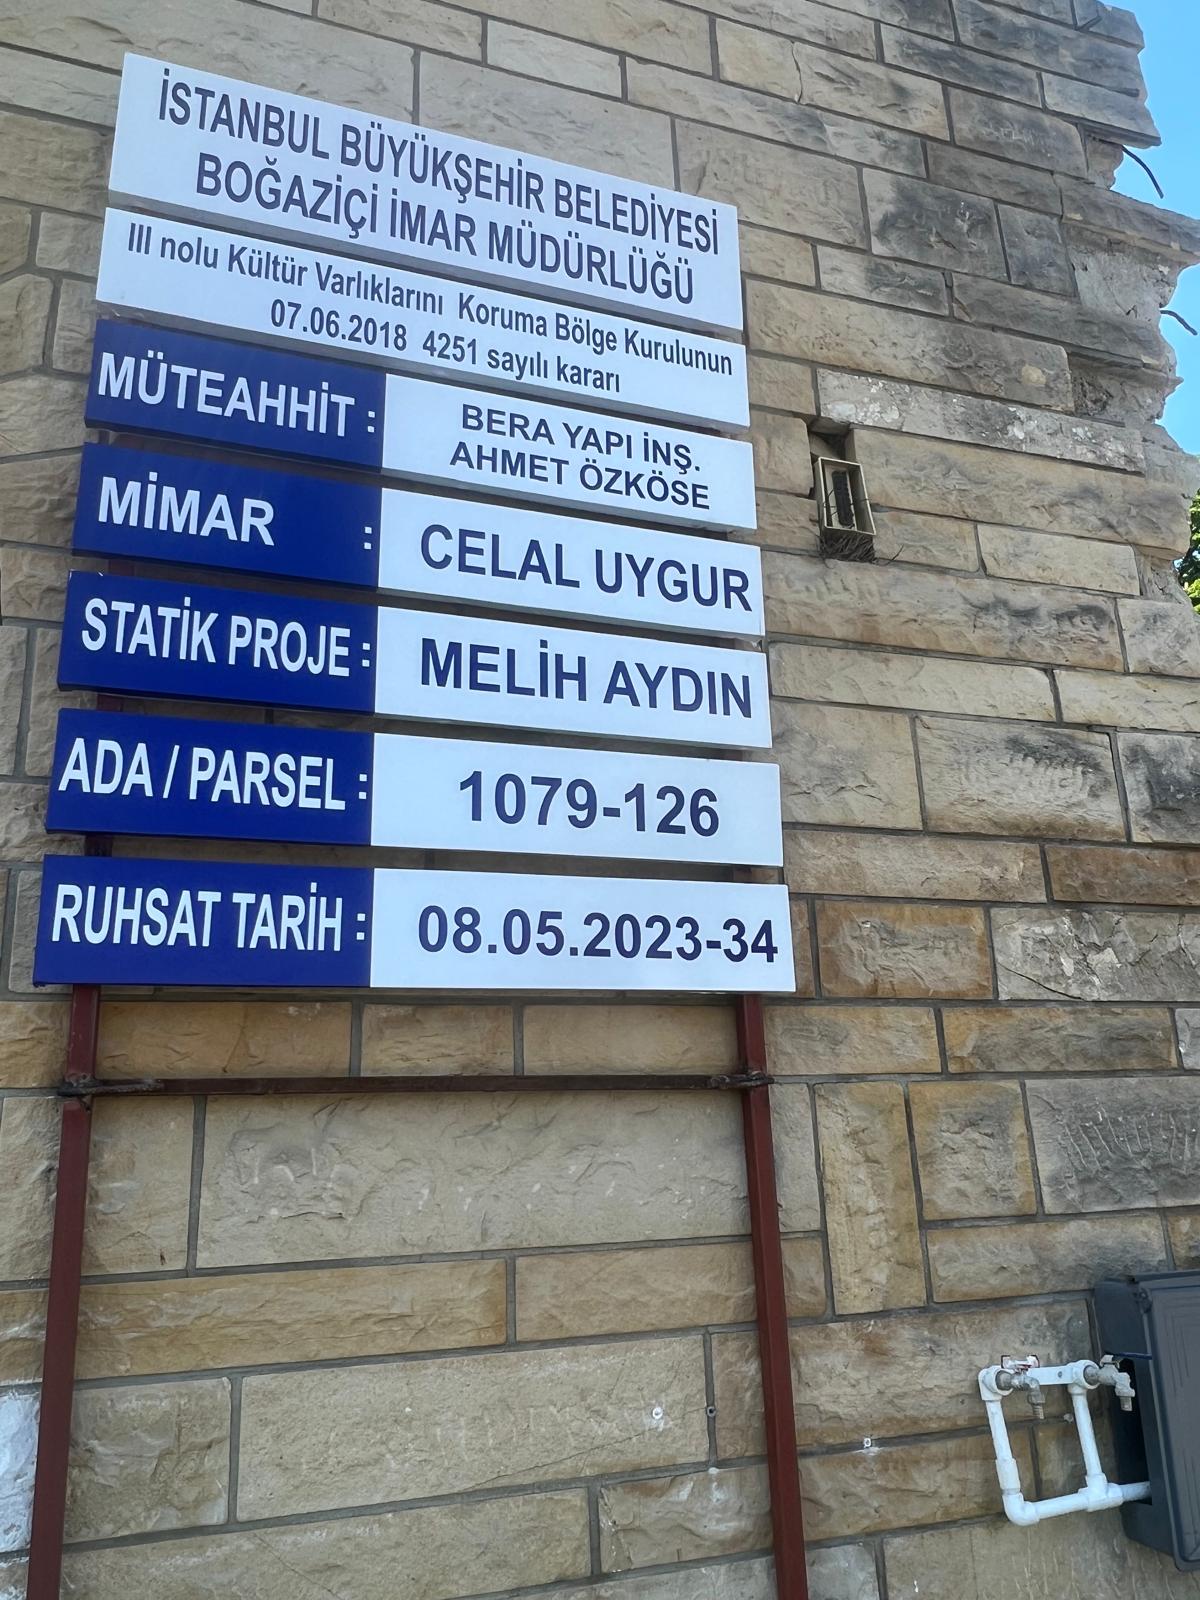 İSTANBUL BÜYÜKŞEHİR BELEDİYESİ
BOĞAZİÇİ İMAR MÜDÜRLÜĞÜ
III nolu Kültür Varlıklarını Koruma Bölge Kurulunun
07.06.2018 4251 sayılı kararı
MÜTEAHHİT : BERA YAPI İNŞ.
AHMET ÖZKÖSE
MİMAR : CELAL UYGUR
STATİK PROJE : MELİH AYDIN
ADA / PARSEL : 1079-126
RUHSAT TARİH : 08.05.2023-34